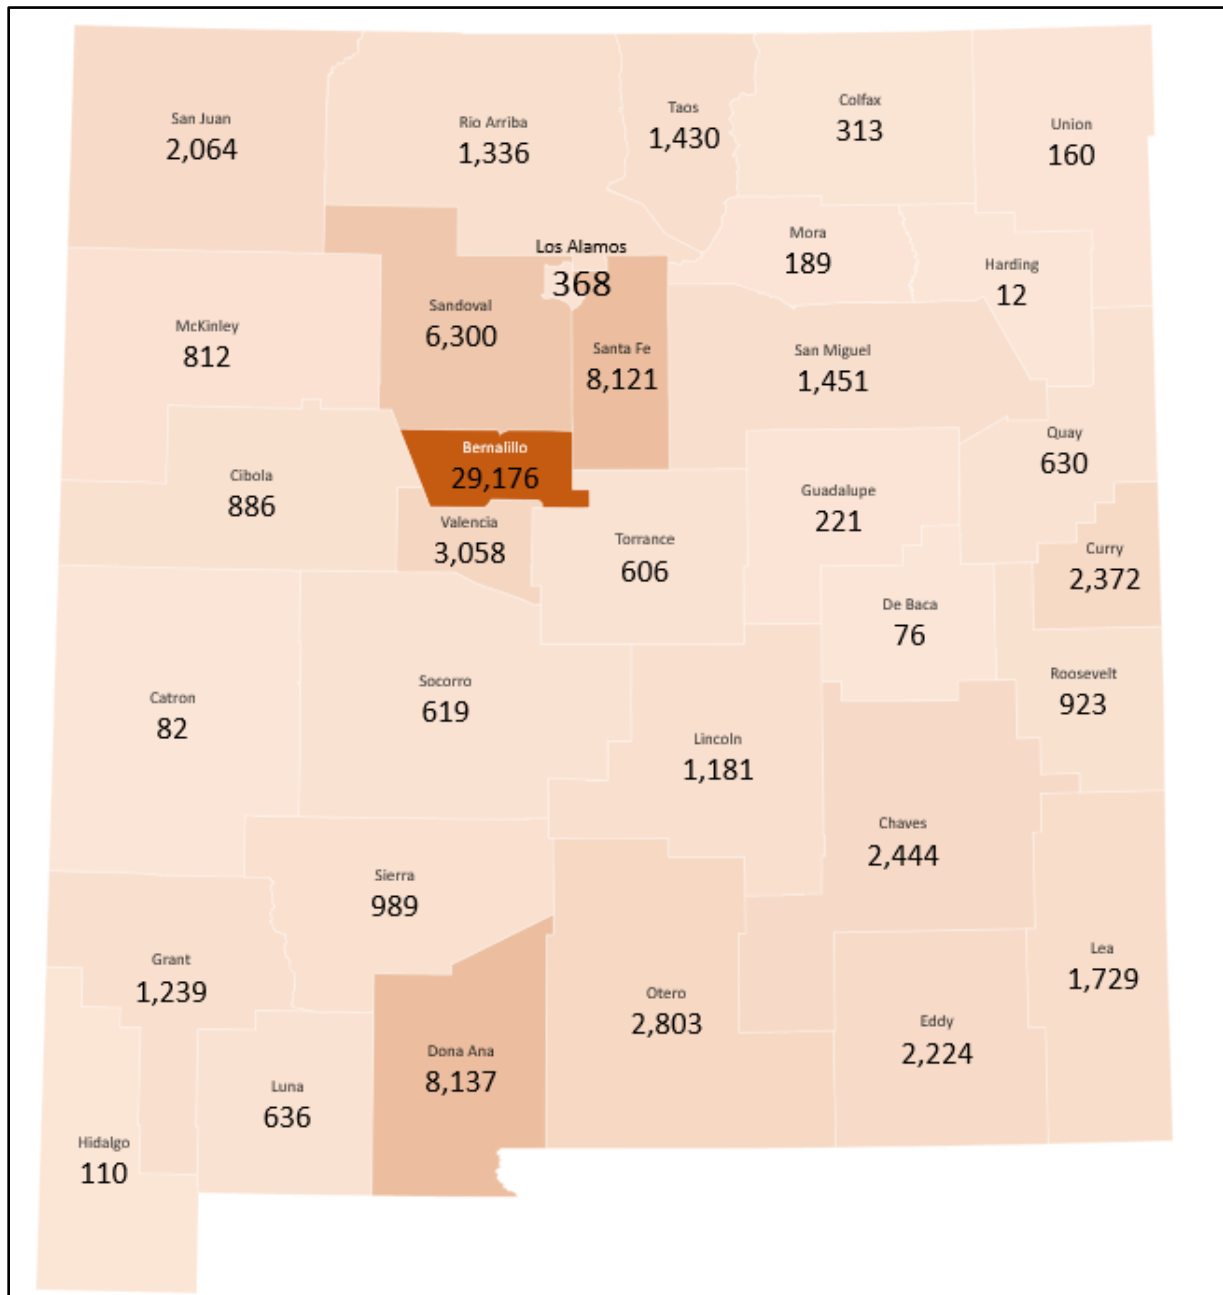 San Juan
2,064
Rio Arriba
1,336
Taos
1,430
Colfax
313
Union
160
Los Alamos
368
Mora
189
Harding
12
McKinley
812
Sandoval
6,300
Santa Fe
8,121
San Miguel
1,451
Quay
630
Cibola
886
Bernalillo
29,176
Guadalupe
221
Valencia
3,058
Torrance
606
Curry
2,372
De Baca
76
Catron
82
Socorro
619
Roosevelt
923
Lincoln
1,181
Chaves
2,444
Sierra
989
Grant
1,239
Lea
1,729
Otero
2,803
Eddy
2,224
Dona Ana
8,137
Luna
636
Hidalgo
110